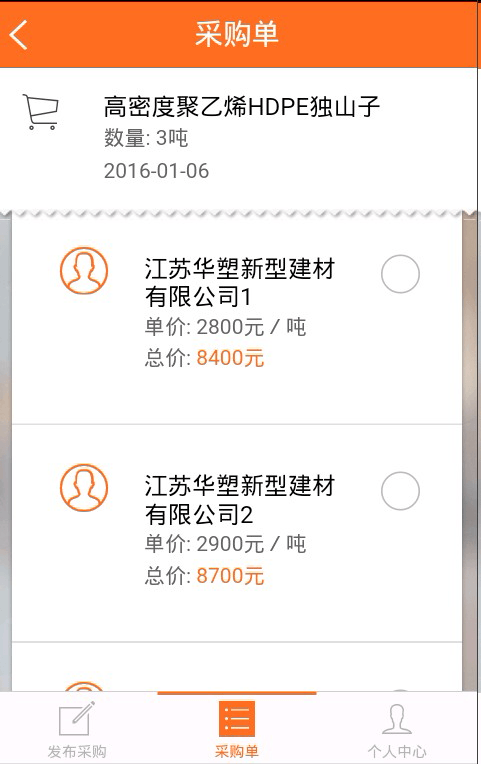 采购单
高密度聚乙烯HDPE独山子
数量: 3吨
2016-01-06
江苏华塑新型建材
有限公司1
单价: 2800元 / 吨
总价: 8400元
江苏华塑新型建材
有限公司2
单价: 2900元 / 吨
总价: 8700元
发布采购
采购单
个人中心